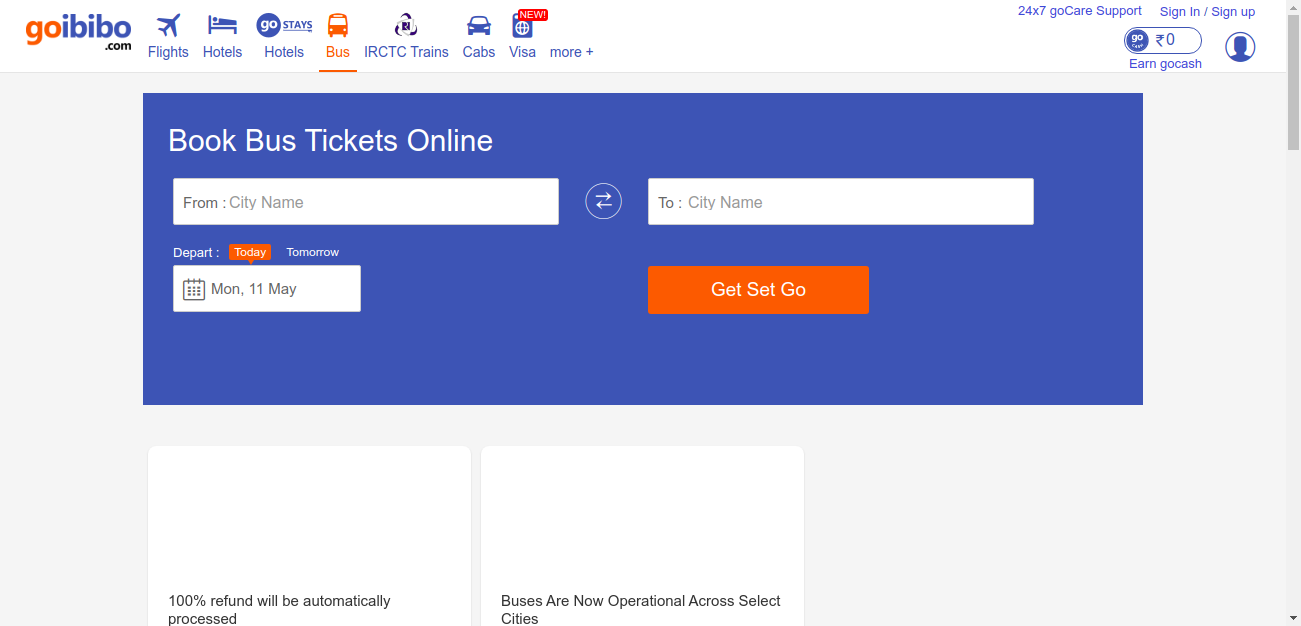 goibibo
.com
Flights
Hotels
go STAYS
Hotels
Bus
IRCTC Trains
Cabs
NEW!
Visa
more +
24x7 goCare Support
Sign In / Sign up
go
₹0
Earn gocash
Book Bus Tickets Online
From : City Name
To : City Name
Depart : Today Tomorrow
Mon, 11 May
Get Set Go
100% refund will be automatically
processed
Buses Are Now Operational Across Select
Cities